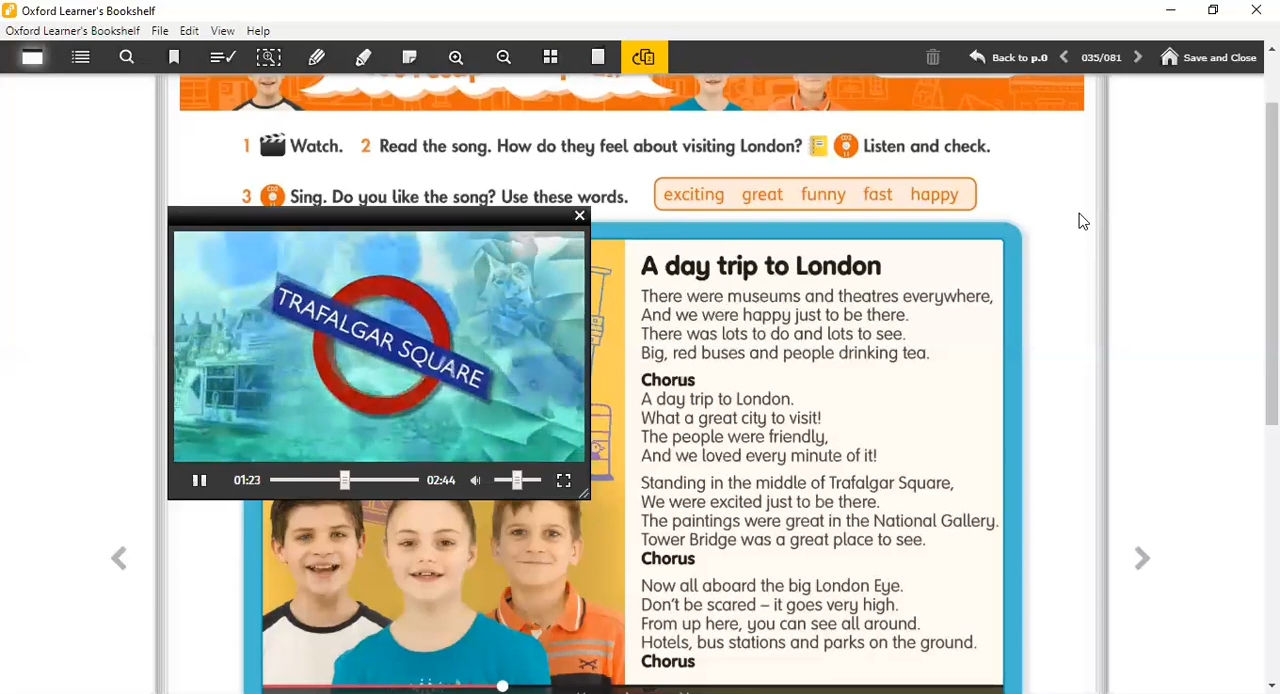 Oxford Learner's Bookshelf
Oxford Learner's Bookshelf File Edit View Help
Back to p.0 035/081 Save and Close
1 Watch. 2 Read the song. How do they feel about visiting London? Listen and check.
3 Sing. Do you like the song? Use these words. exciting great funny fast happy
TRAFALGAR SQUARE
01:23 02:44
A day trip to London
There were museums and theatres everywhere,
And we were happy just to be there.
There was lots to do and lots to see.
Big, red buses and people drinking tea.
Chorus
A day trip to London.
What a great city to visit!
The people were friendly,
And we loved every minute of it!
Standing in the middle of Trafalgar Square,
We were excited just to be there.
The paintings were great in the National Gallery.
Tower Bridge was a great place to see.
Chorus
Now all aboard the big London Eye.
Don't be scared – it goes very high.
From up here, you can see all around.
Hotels, bus stations and parks on the ground.
Chorus